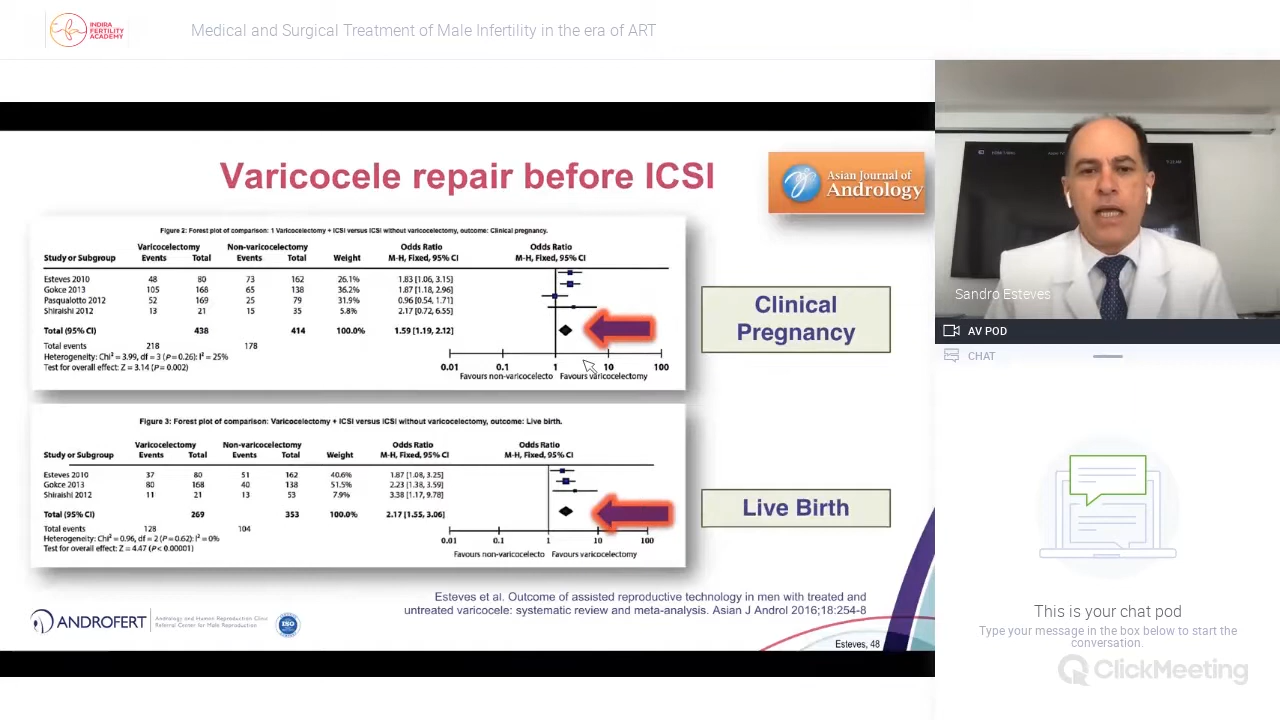 INDIRA
FERTILITY
ACADEMY
Medical and Surgical Treatment of Male Infertility in the era of ART
Varicocele repair before ICSI
Asian Journal of
Andrology
Figure 2: Forest plot of comparison: 1 Varicocelectomy + ICSI versus ICSI without varicocelectomy, outcome: Clinical pregnancy.
Varicocelectomy Non-varicocelectomy Odds Ratio Odds Ratio
Study or Subgroup Events Total Events Total Weight M-H, Fixed, 95% CI M-H, Fixed, 95% CI
Esteves 2010 48 80 73 162 26.1% 1.83 [1.06, 3.15]
Gokce 2013 105 168 65 138 36.2% 1.87 [1.18, 2.96]
Pasqualotto 2012 52 169 25 79 31.9% 0.96 [0.54, 1.71]
Shiraishi 2012 13 21 15 35 5.8% 2.17 [0.72, 6.55]
Total (95% CI) 438 414 100.0% 1.59 [1.19, 2.12]
Total events 218 178
Heterogeneity: Chi² = 3.99, df = 3 (P = 0.26); I² = 25%
Test for overall effect: Z = 3.14 (P = 0.002)
0.01 0.1 1 10 100
Favours non-varicocelecto Favours varicocelectomy
Clinical
Pregnancy
Figure 3: Forest plot of comparison: Varicocelectomy + ICSI versus ICSI without varicocelectomy, outcome: Live birth.
Varicocelectomy Non-varicocelectomy Odds Ratio Odds Ratio
Study or Subgroup Events Total Events Total Weight M-H, Fixed, 95% CI M-H, Fixed, 95% CI
Esteves 2010 37 80 51 162 40.6% 1.87 [1.08, 3.25]
Gokce 2013 80 168 40 138 51.5% 2.23 [1.38, 3.59]
Shiraishi 2012 11 21 13 53 7.9% 3.38 [1.17, 9.78]
Total (95% CI) 269 353 100.0% 2.17 [1.55, 3.06]
Total events 128 104
Heterogeneity: Chi² = 0.96, df = 2 (P = 0.62); I² = 0%
Test for overall effect: Z = 4.47 (P < 0.00001)
0.01 0.1 1 10 100
Favours non-varicocelecto Favours varicocelectomy
Live Birth
Esteves et al. Outcome of assisted reproductive technology in men with treated and
untreated varicocele: systematic review and meta-analysis. Asian J Androl 2016;18:254-8
ANDROFERT
Andrology and Human Reproduction Clinic
Referral Center for Male Reproduction
ISO
Esteves, 48
Sandro Esteves
AV POD
CHAT
This is your chat pod
Type your message in the box below to start the
conversation.
ClickMeeting